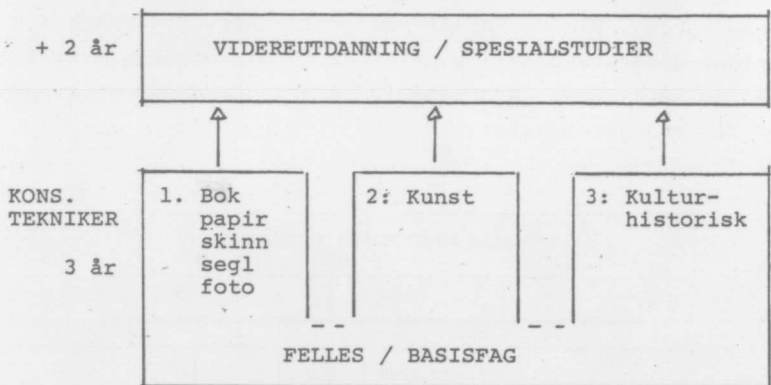 + 2 år
VIDEREUTDANNING / SPESIALSTUDIER
KONS.
TEKNIKER
3 år
1. Bok
papir
skinn
segl
foto
2: Kunst
3: Kultur-
historisk
FELLES / BASISFAG